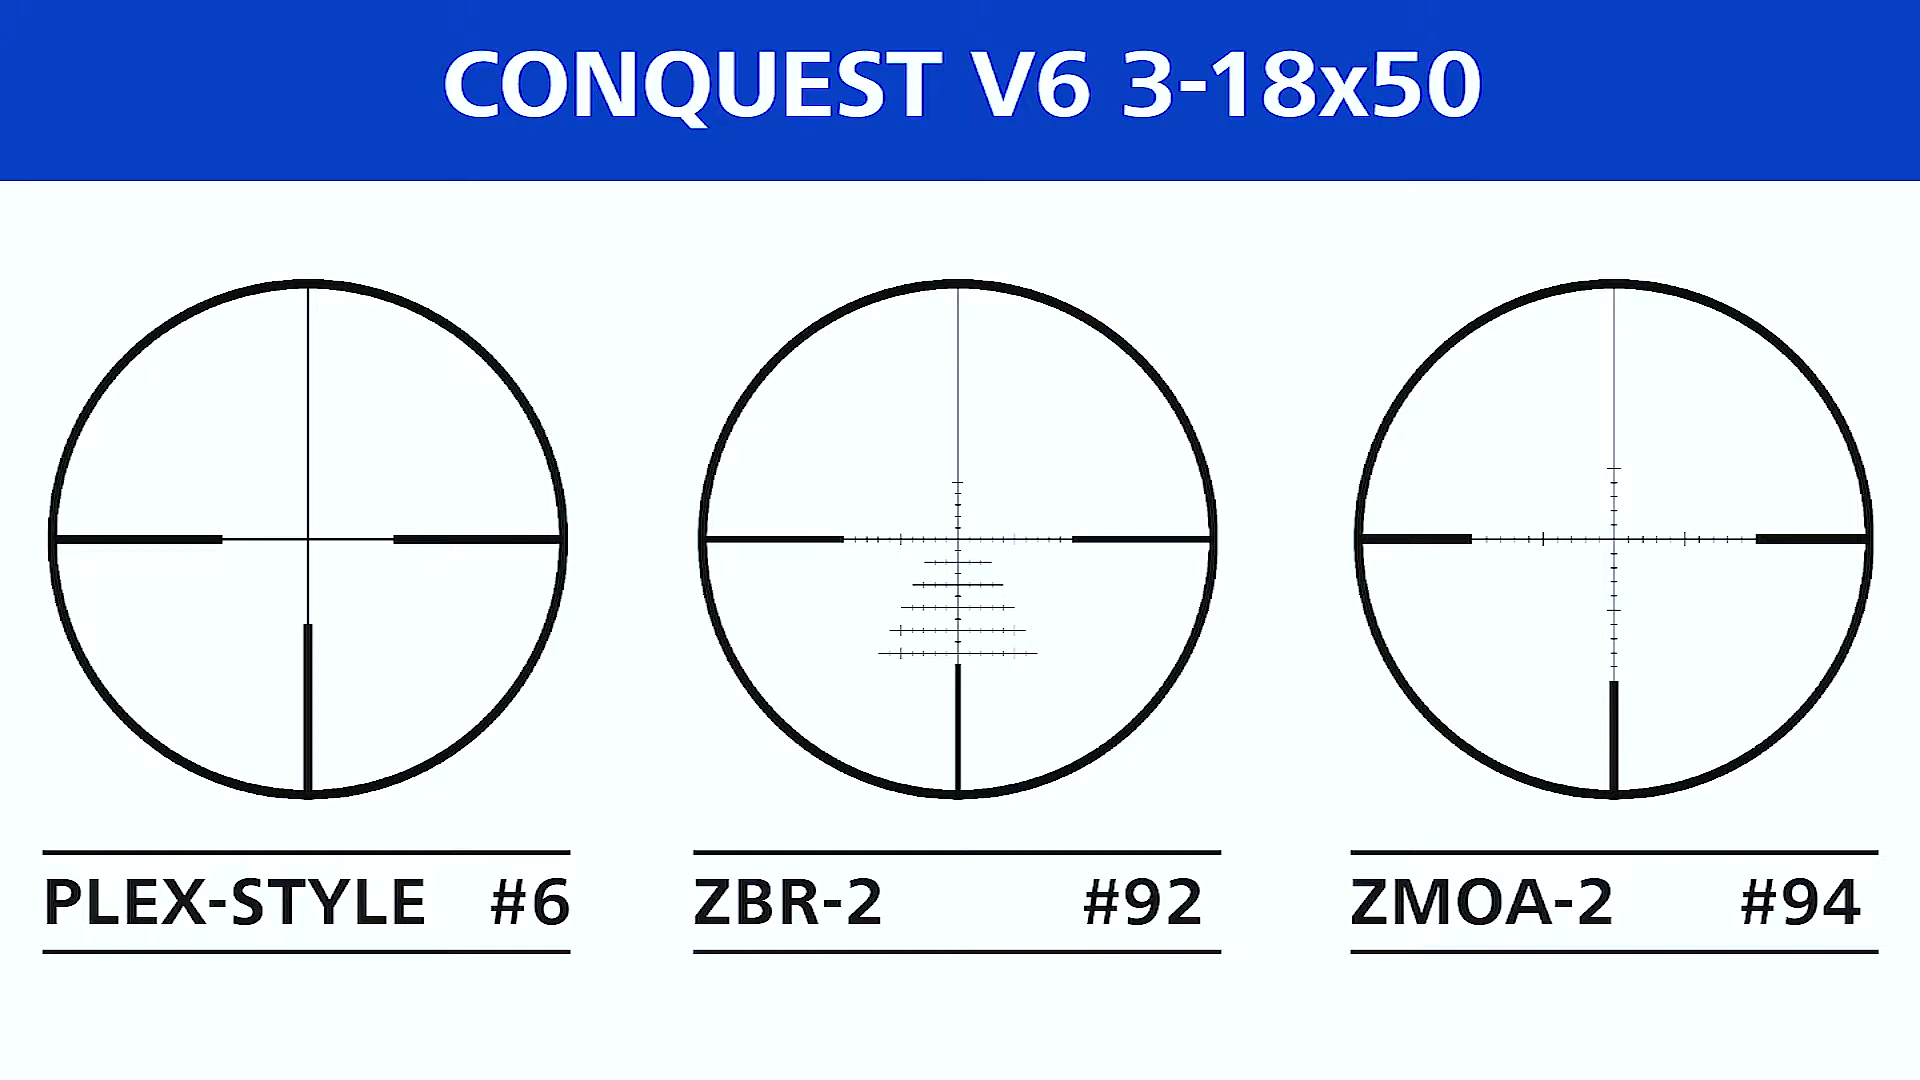 CONQUEST V6 3-18x50
PLEX-STYLE #6
ZBR-2 #92
ZMOA-2 #94